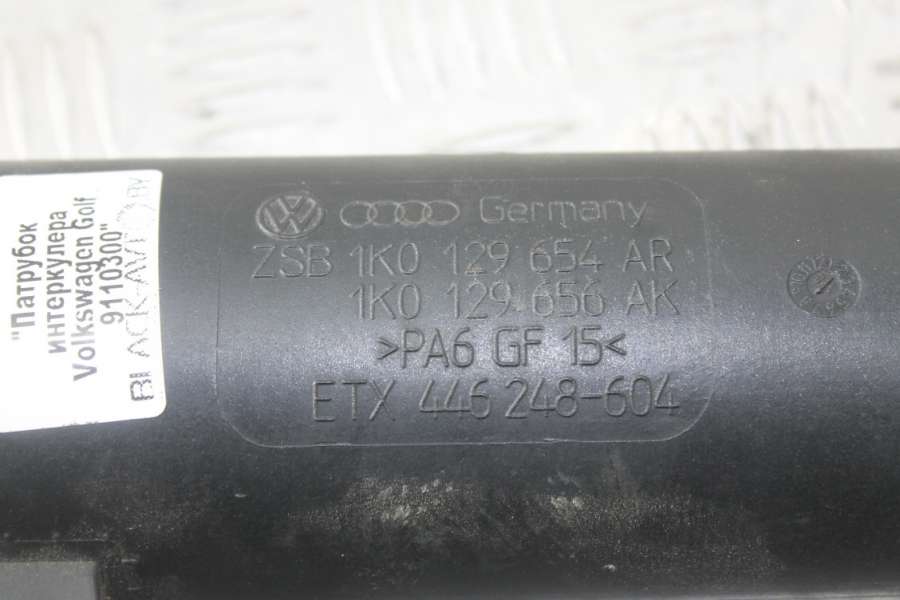 "Патрубок
интеркулера
Volkswagen Golf
9110300"
Germany
ZSB 1K0 129 654 AR
1K0 129 656 AK
>PA6 GF 15<
ETX 446 248-604